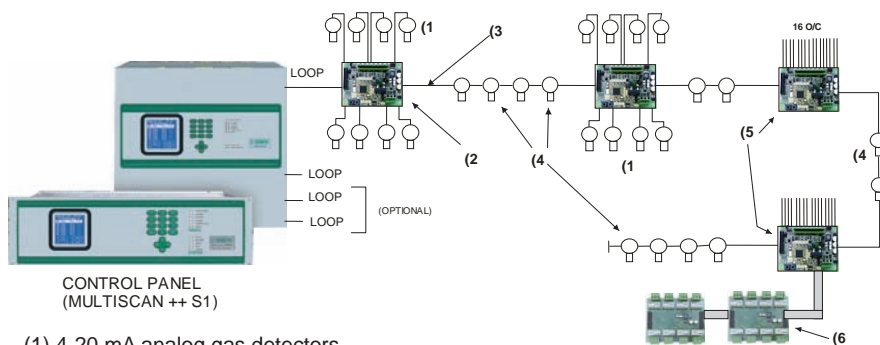 16 O/C
(1
(3
LOOP
(5
(4
(2
(4
(1
LOOP
LOOP
(OPTIONAL)
LOOP
CONTROL PANEL
(MULTISCAN ++ S1)
(6
(1) 4-20 mA analog gas detectors